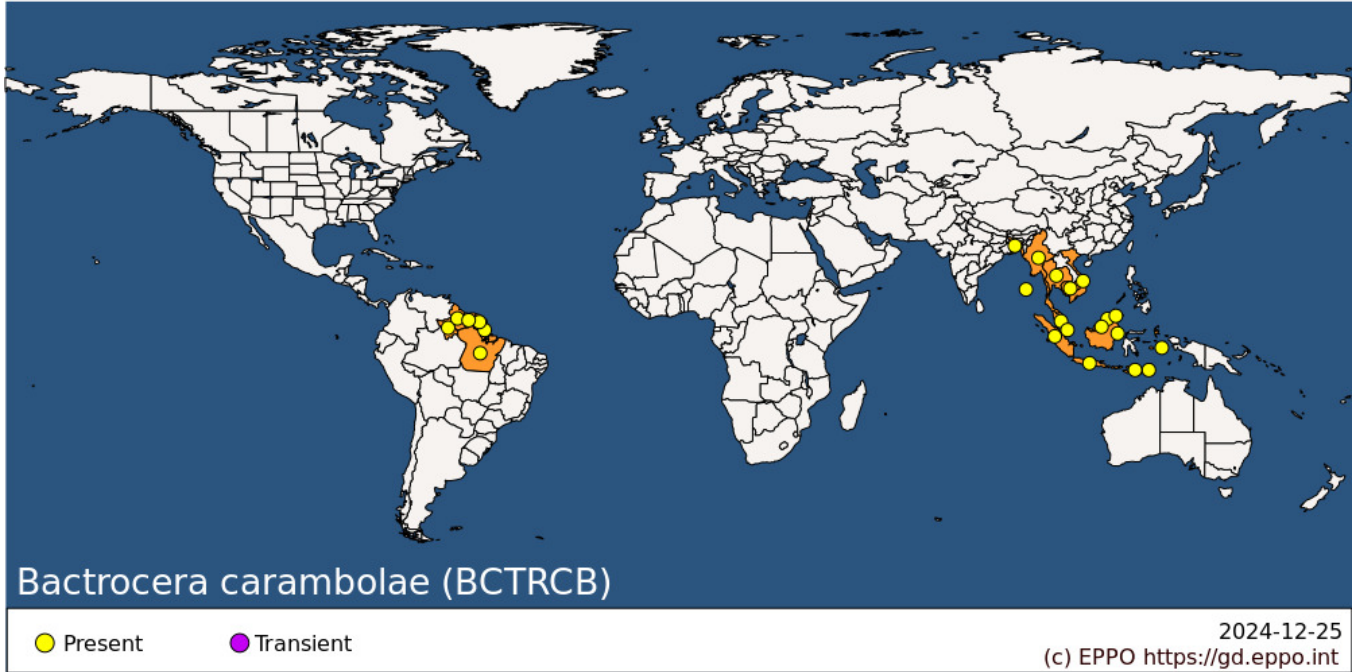 Bactrocera carambolae (BCTRCB)
Present
Transient
2024-12-25
(c) EPPO https://gd.eppo.int